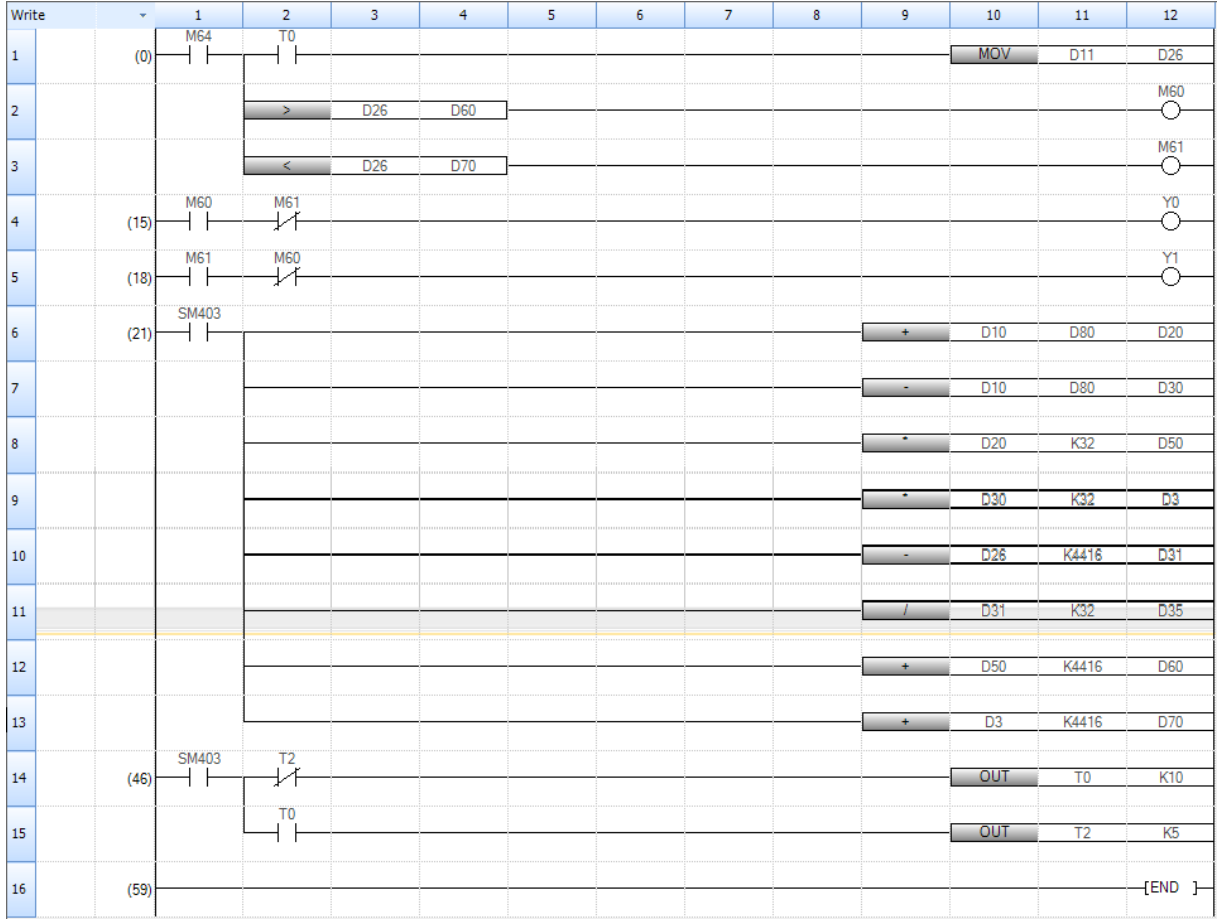 Write 1 2 3 4 5 6 7 8 9 10 11 12
M64 T0
1 (0) MOV D11 D26
M60
2 > D26 D60
M61
3 < D26 D70
M60 M61 Y0
4 (15)
M61 M60 Y1
5 (18)
SM403
6 (21) + D10 D80 D20
7 - D10 D80 D30
8 * D20 K32 D50
9 * D30 K32 D3
10 - D26 K4416 D31
11 / D31 K32 D35
12 + D50 K4416 D60
13 + D3 K4416 D70
SM403 T2
14 (46) OUT T0 K10
T0
15 OUT T2 K5
16 (59) [END ]